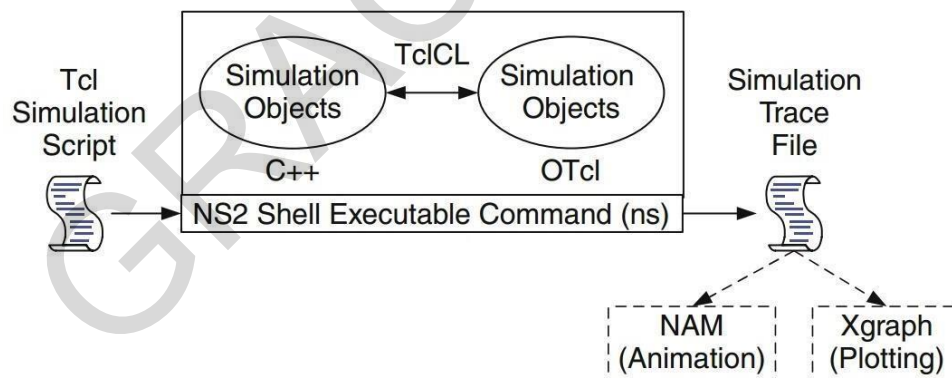 Tcl
Simulation
Script
Simulation
Objects
C++
TclCL
Simulation
Objects
OTcl
NS2 Shell Executable Command (ns)
Simulation
Trace
File
NAM
(Animation)
Xgraph
(Plotting)